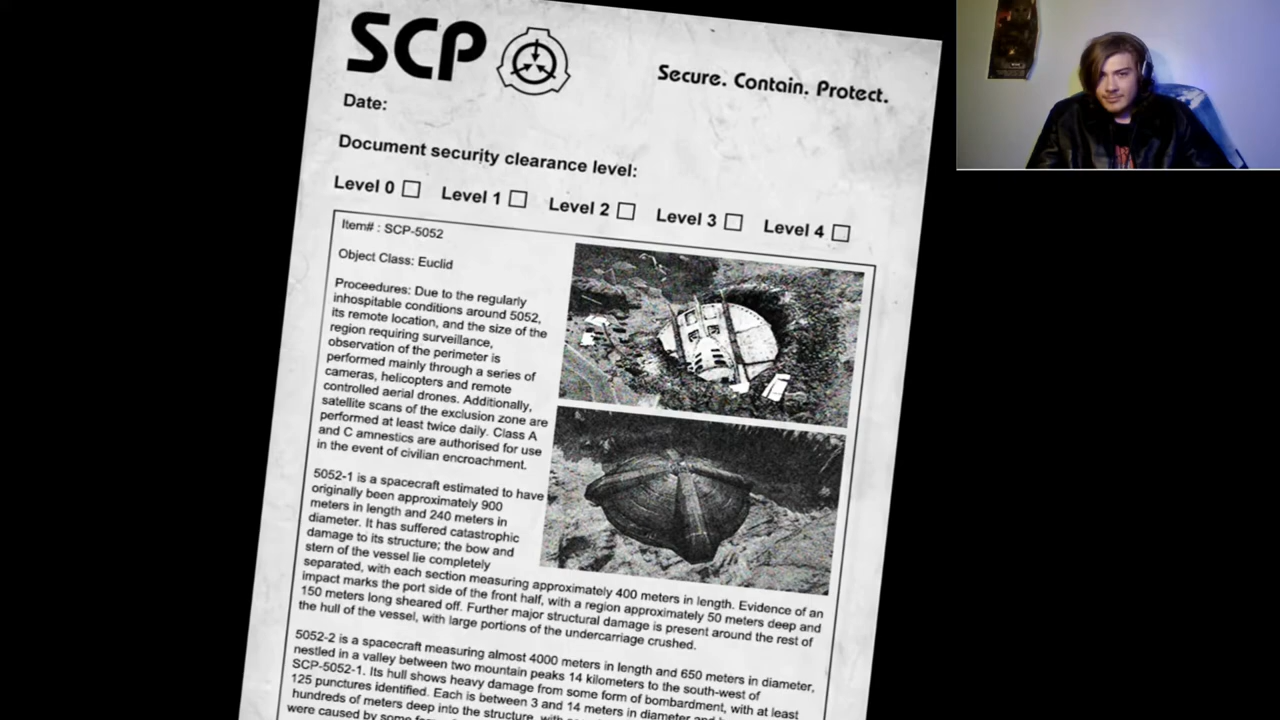 SCP
Secure. Contain. Protect.
Date:
Document security clearance level:
Level 0 Level 1 Level 2 Level 3 Level 4
Item# : SCP-5052
Object Class: Euclid
Proceedures: Due to the regularly
inhospitable conditions around 5052,
its remote location, and the size of the
region requiring surveillance,
observation of the perimeter is
performed mainly through a series of
cameras, helicopters and remote
controlled aerial drones. Additionally,
satellite scans of the exclusion zone are
performed at least twice daily. Class A
and C amnestics are authorised for use
in the event of civilian encroachment.
5052-1 is a spacecraft estimated to have
originally been approximately 900
meters in length and 240 meters in
diameter. It has suffered catastrophic
damage to its structure; the bow and
stern of the vessel lie completely
separated, with each section measuring approximately 400 meters in length. Evidence of an
impact marks the port side of the front half, with a region approximately 50 meters deep and
150 meters long sheared off. Further major structural damage is present around the rest of
the hull of the vessel, with large portions of the undercarriage crushed.
5052-2 is a spacecraft measuring almost 4000 meters in length and 650 meters in diameter,
nestled in a valley between two mountain peaks 14 kilometers to the south-west of
SCP-5052-1. Its hull shows heavy damage from some form of bombardment, with at least
125 punctures identified. Each is between 3 and 14 meters in diameter and
hundreds of meters deep into the structure, with
were caused by some